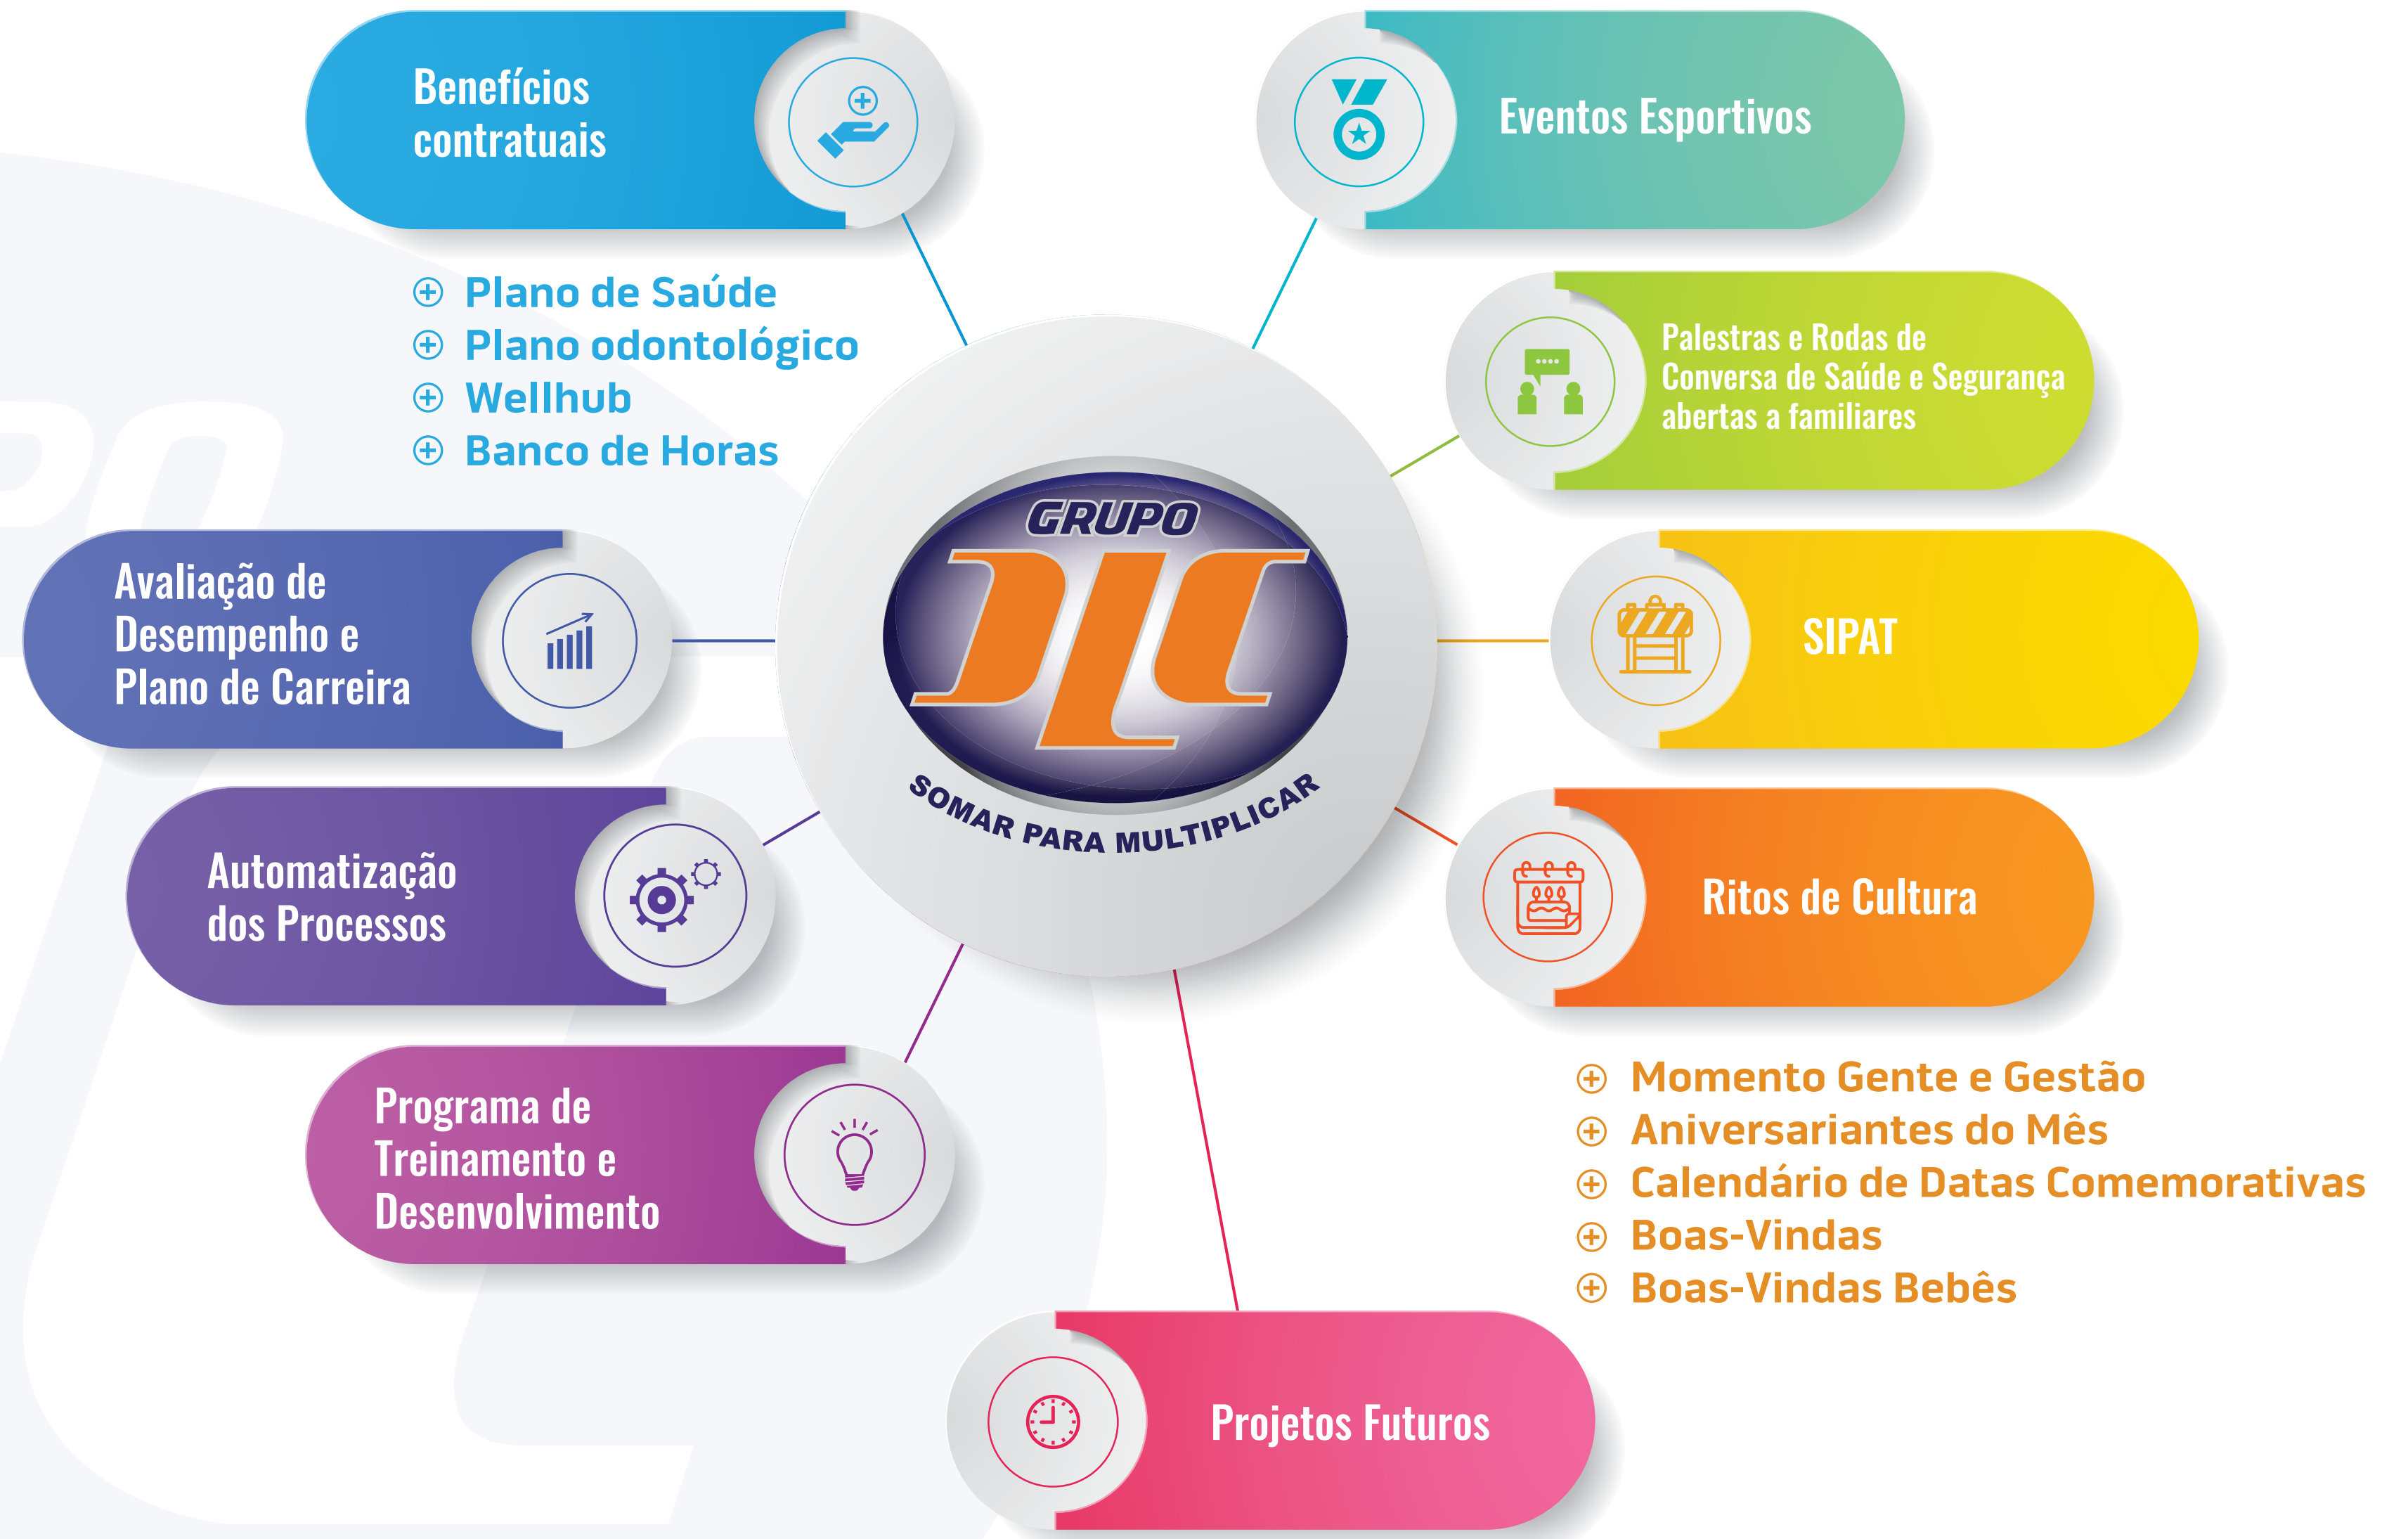 Benefícios
contratuais
Plano de Saúde
Plano odontológico
Wellhub
Banco de Horas
Avaliação de
Desempenho e
Plano de Carreira
Automatização
dos Processos
Programa de
Treinamento e
Desenvolvimento
GRUPO
DLC
SOMAR PARA MULTIPLICAR
Eventos Esportivos
Palestras e Rodas de
Conversa de Saúde e Segurança
abertas a familiares
SIPAT
Ritos de Cultura
Momento Gente e Gestão
Aniversariantes do Mês
Calendário de Datas Comemorativas
Boas-Vindas
Boas-Vindas Bebês
Projetos Futuros